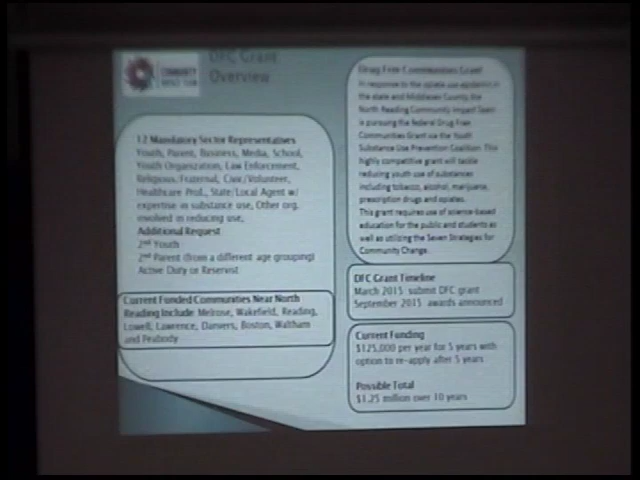 COMMUNITY
IMPACT TEAM
DFC Grant
Overview
12 Mandatory Sector Representatives
Youth, Parent, Business, Media, School,
Youth Organization, Law Enforcement,
Religious/Fraternal, Civic/Volunteer,
Healthcare Prof., State/Local Agent w/
expertise in substance use, Other org.
involved in reducing use.
Additional Request
2nd Youth
2nd Parent (from a different age grouping)
Active Duty or Reservist
Current Funded Communities Near North
Reading Include: Melrose, Wakefield, Reading,
Lowell, Lawrence, Danvers, Boston, Waltham
and Peabody
Drug Free Communities Grant
In response to the opiate use epidemic in
the state and Middlesex County, the
North Reading Community Impact Team
is pursuing the federal Drug Free
Communities Grant via the Youth
Substance Use Prevention Coalition. This
highly competitive grant will tackle
reducing youth use of substances
including tobacco, alcohol, marijuana,
prescription drugs and opiates.
This grant requires use of science-based
education for the public and students as
well as utilizing the Seven Strategies for
Community Change.
DFC Grant Timeline
March 2015 submit DFC grant
September 2015 awards announced
Current Funding
$125,000 per year for 5 years with
option to re-apply after 5 years
Possible Total
$1.25 million over 10 years